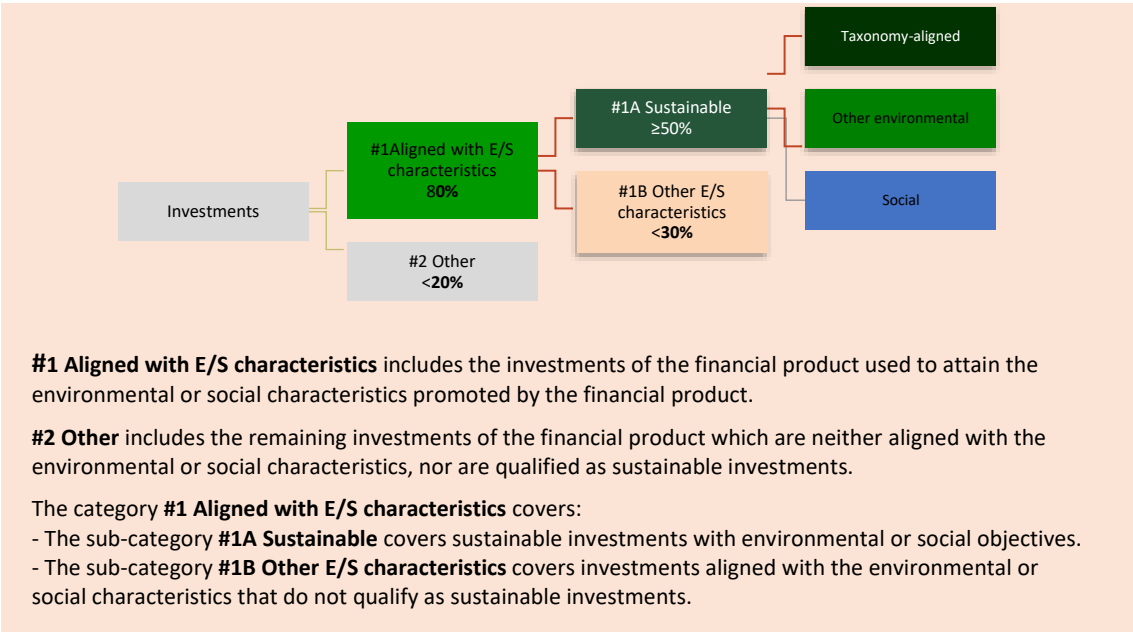 Taxonomy-aligned
#1A Sustainable
≥50%
Other environmental
#1Aligned with E/S
characteristics
80%
#1B Other E/S
characteristics
<30%
Social
Investments
#2 Other
<20%
#1 Aligned with E/S characteristics includes the investments of the financial product used to attain the
environmental or social characteristics promoted by the financial product.
#2 Other includes the remaining investments of the financial product which are neither aligned with the
environmental or social characteristics, nor are qualified as sustainable investments.
The category #1 Aligned with E/S characteristics covers:
- The sub-category #1A Sustainable covers sustainable investments with environmental or social objectives.
- The sub-category #1B Other E/S characteristics covers investments aligned with the environmental or
social characteristics that do not qualify as sustainable investments.